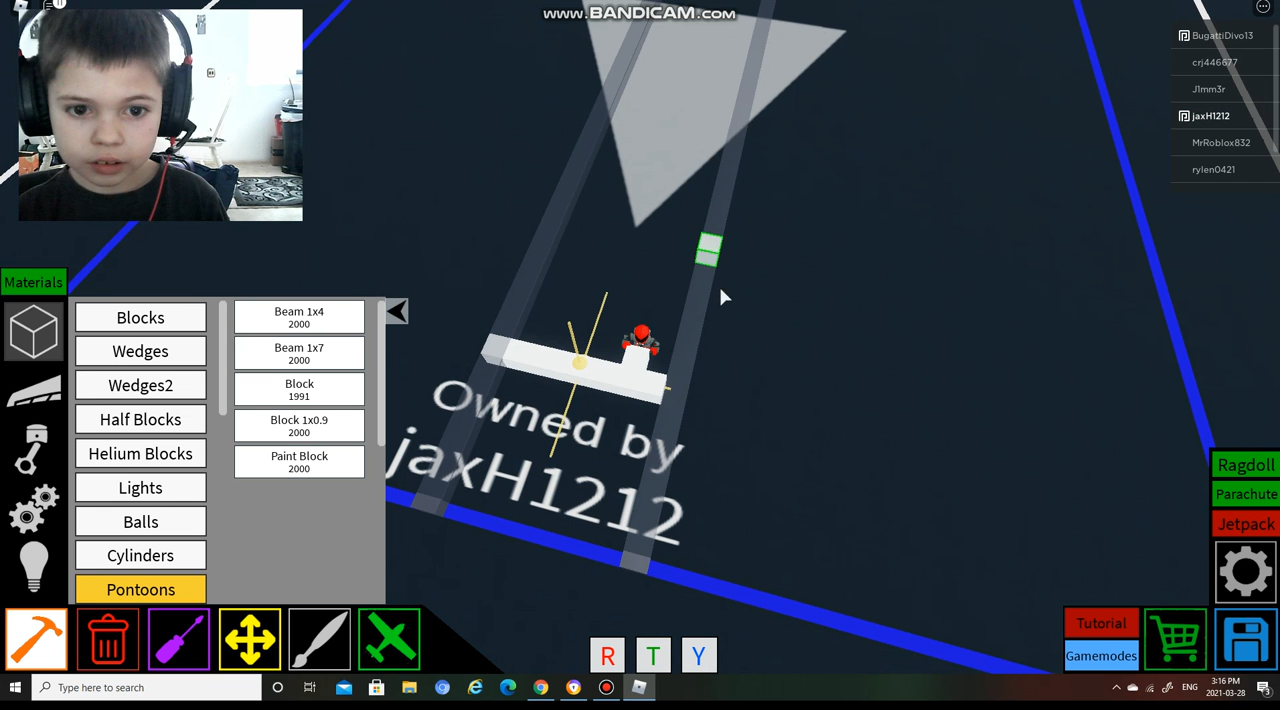 www.BANDICAM.com
BugattiDivo13
crj446677
J1mm3r
jaxH1212
MrRoblox832
rylen0421
Materials
Blocks
Wedges
Wedges2
Half Blocks
Helium Blocks
Lights
Balls
Cylinders
Pontoons
Beam 1x4
2000
Beam 1x7
2000
Block
1991
Block 1x0.9
2000
Paint Block
2000
Owned by
jaxH1212
Ragdoll
Parachute
Jetpack
Tutorial
Gamemodes
R T Y
Type here to search
ENG
3:16 PM
2021-03-28
3